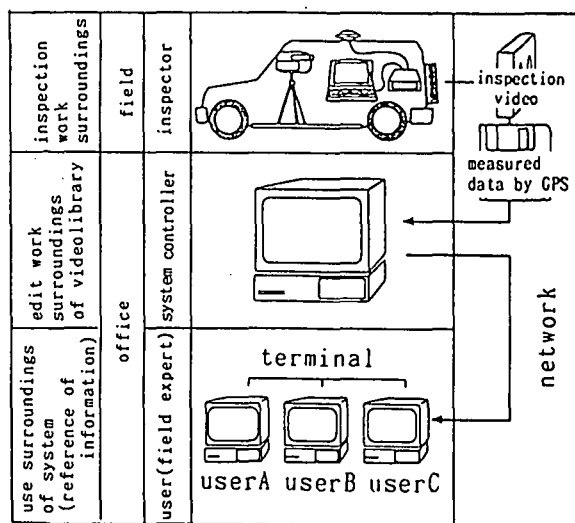 inspection
work
surroundings
field
inspector
inspection
video
measured
data by GPS
edit work
surroundings
of videolibrary
office
system controller
network
use surroundings
of system
(reference of
information)
user(field expert)
terminal
userA userB userC